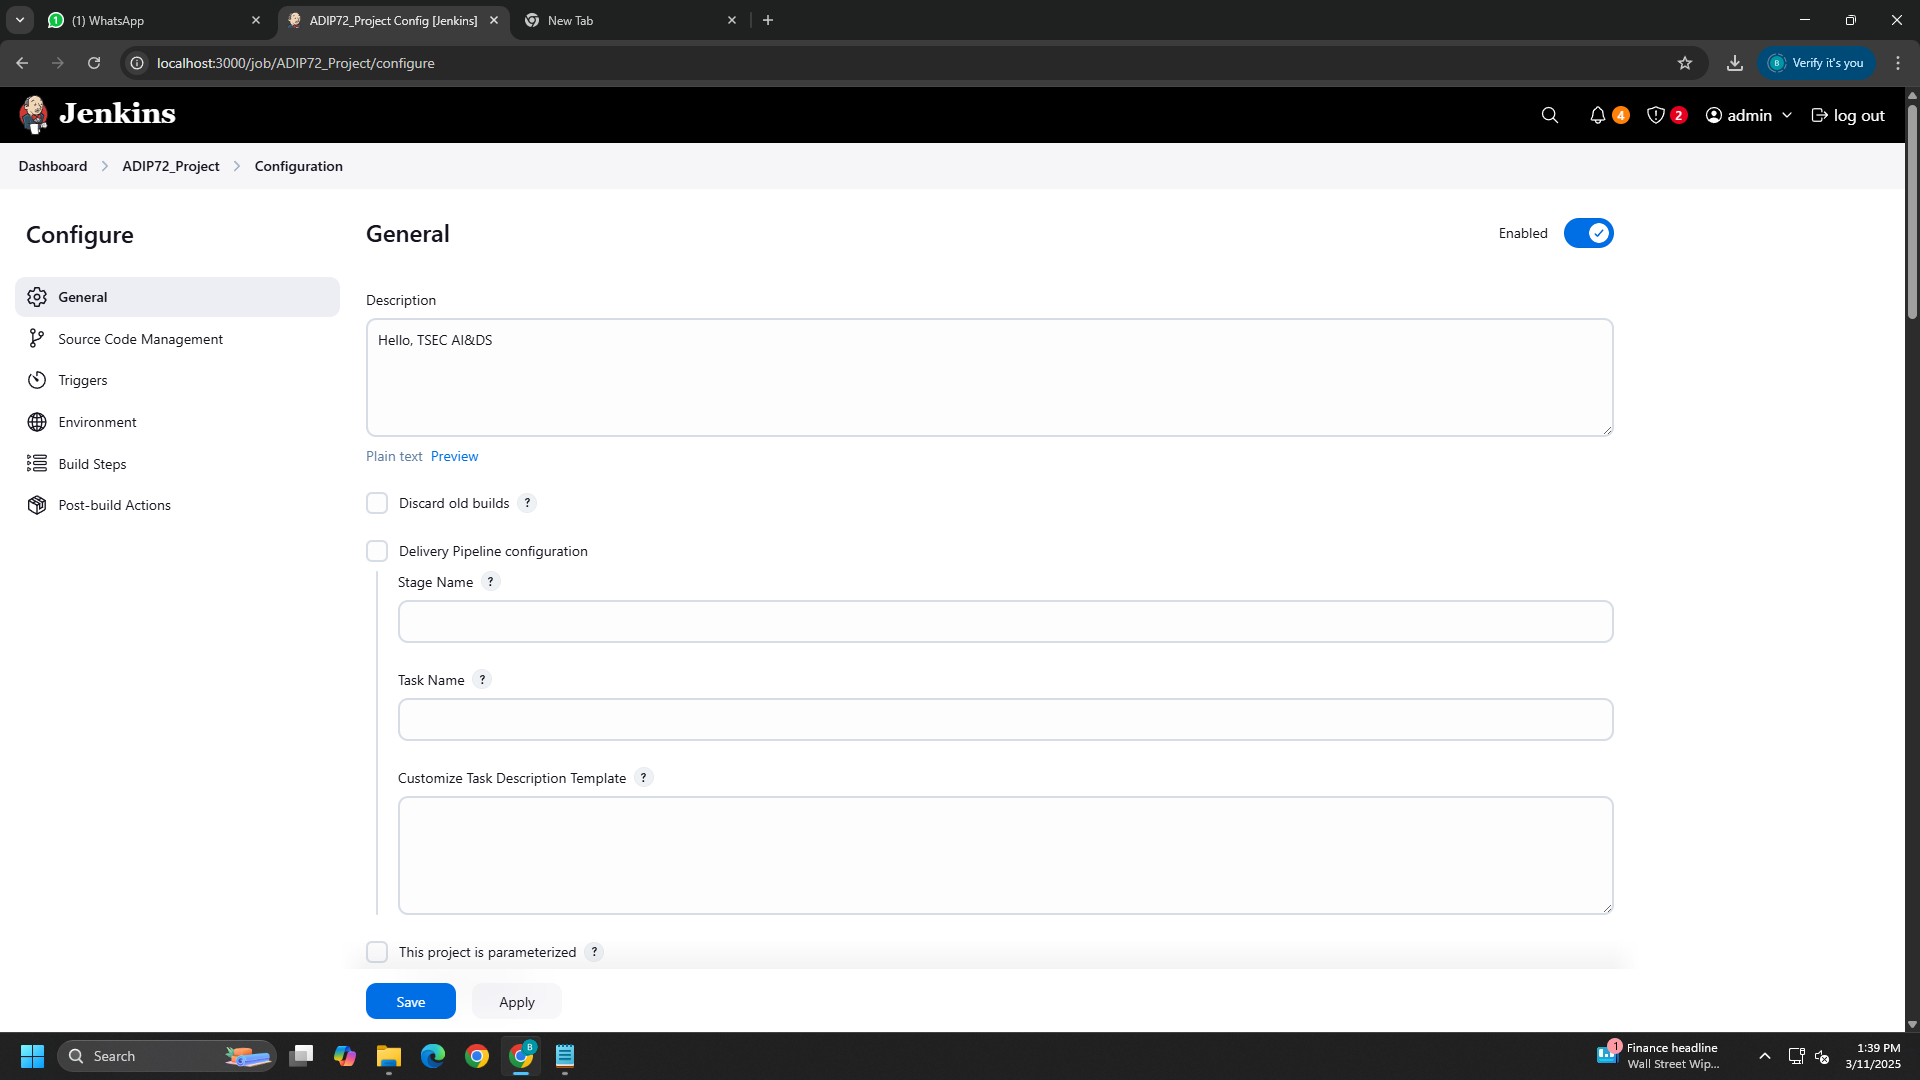 (1) WhatsApp
ADIP72_Project Config [Jenkins]
New Tab
localhost:3000/job/ADIP72_Project/configure
B
Verify it's you
Jenkins
4
2
admin
log out
Dashboard
ADIP72_Project
Configuration
Configure
General
Source Code Management
Triggers
Environment
Build Steps
Post-build Actions
General
Enabled
Description
Hello, TSEC AI&DS
Plain text Preview
Discard old builds ?
Delivery Pipeline configuration
Stage Name ?
Task Name ?
Customize Task Description Template ?
This project is parameterized ?
Save
Apply
Search
B
1
Finance headline
Wall Street Wip...
1:39 PM
3/11/2025